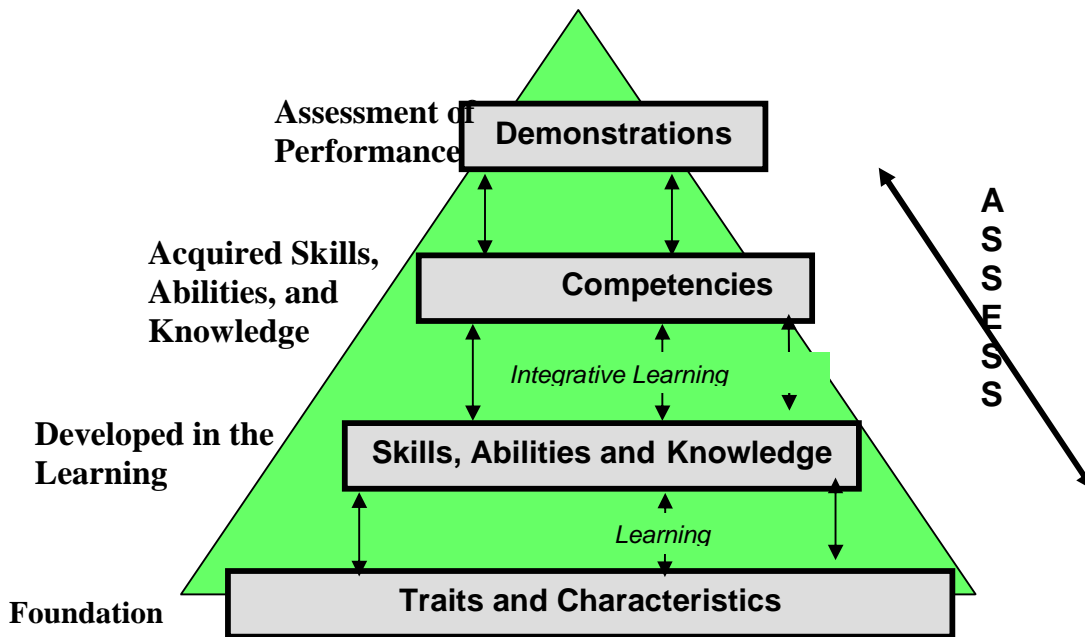 Assessment of
Performance
Demonstrations
A
S
S
E
S
S
Acquired Skills,
Abilities, and
Knowledge
Competencies
Integrative Learning
Developed in the
Learning
Skills, Abilities and Knowledge
Learning
Foundation
Traits and Characteristics